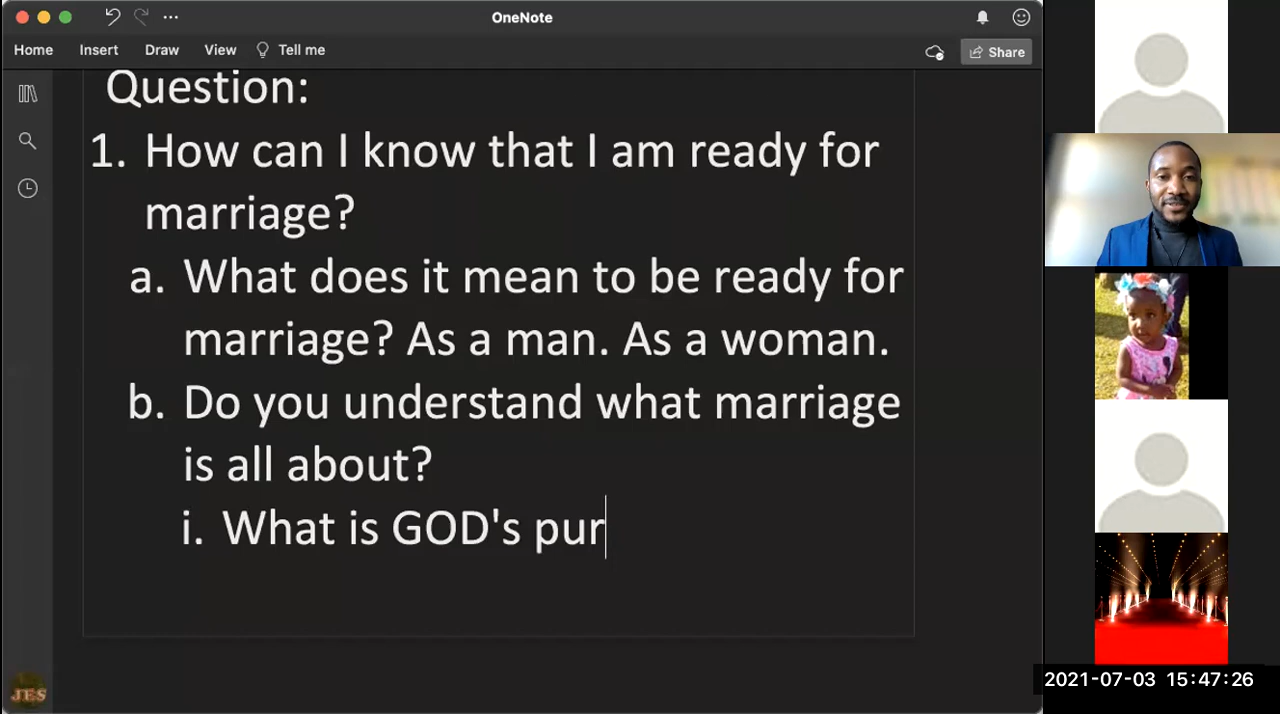 OneNote
Home Insert Draw View Tell me Share
Question:
1. How can I know that I am ready for
marriage?
a. What does it mean to be ready for
marriage? As a man. As a woman.
b. Do you understand what marriage
is all about?
i. What is GOD's pur
JES
2021-07-03 15:47:26